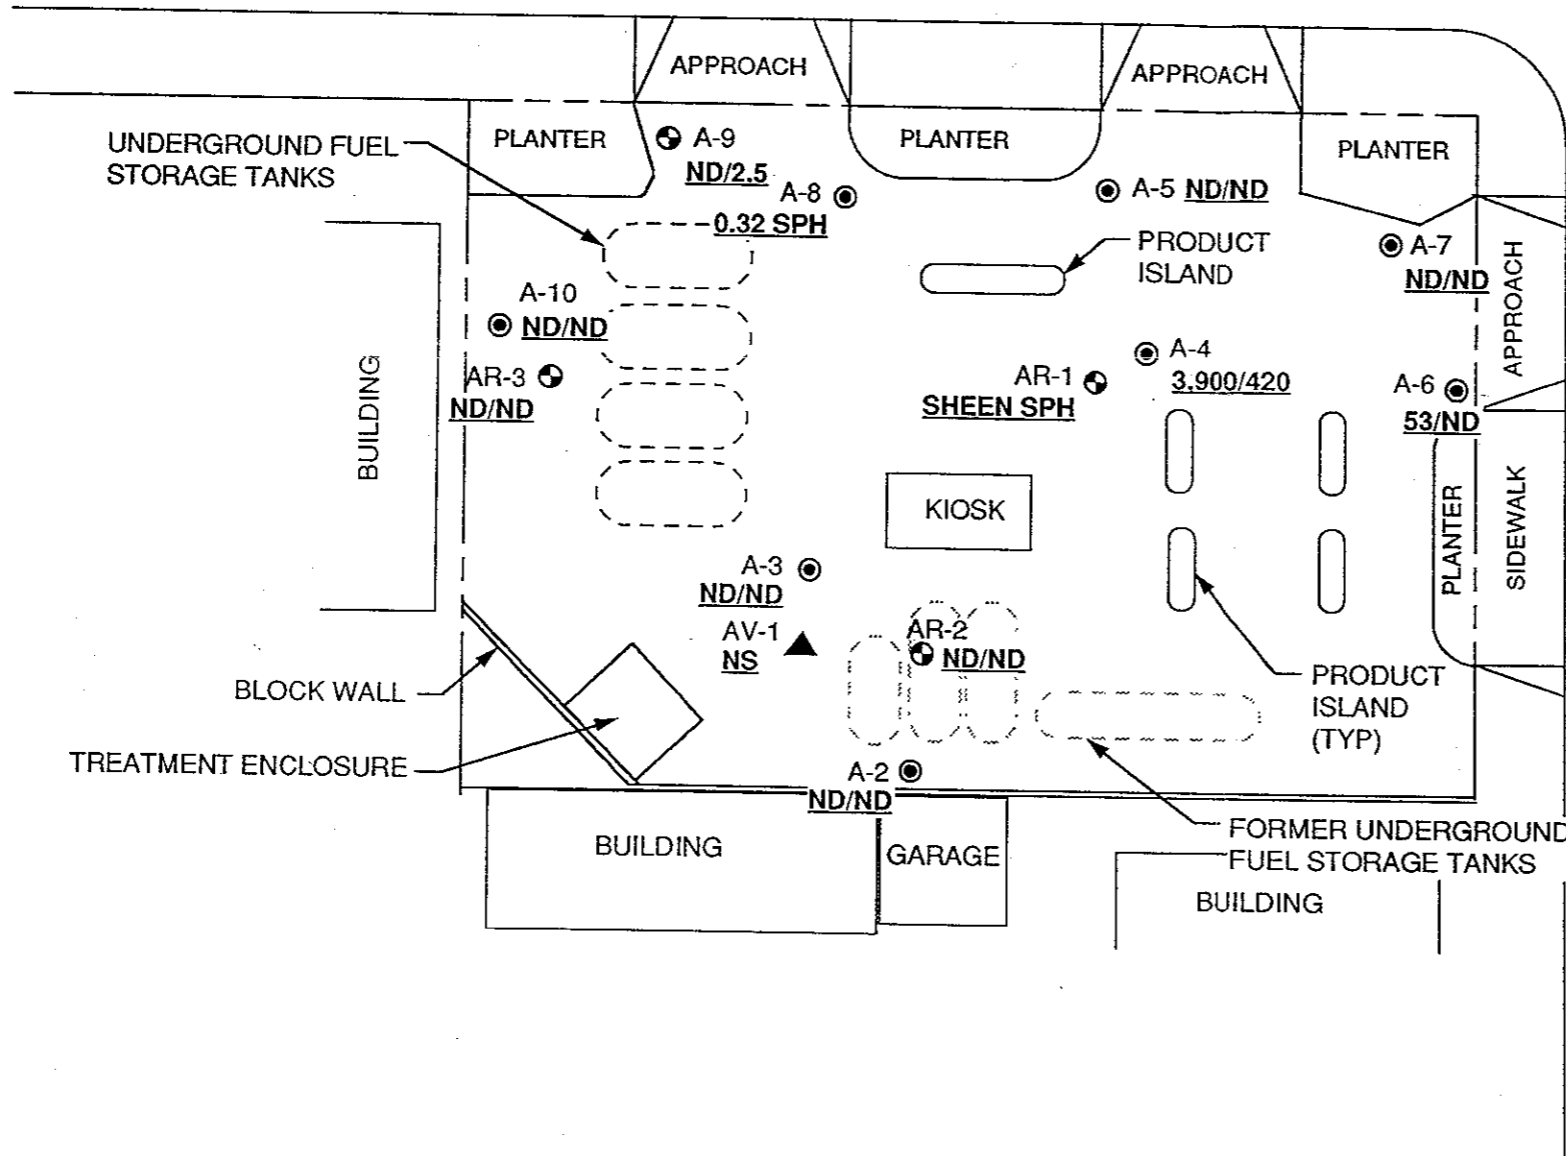 APPROACH
APPROACH
UNDERGROUND FUEL
STORAGE TANKS
PLANTER
A-9
ND/2.5
PLANTER
PLANTER
A-8
0.32 SPH
A-5 ND/ND
PRODUCT
ISLAND
A-7
ND/ND
APPROACH
A-10
ND/ND
AR-3
ND/ND
BUILDING
AR-1
SHEEN SPH
A-4
3,900/420
A-6
53/ND
KIOSK
PLANTER
SIDEWALK
A-3
ND/ND
AV-1
NS
AR-2
ND/ND
BLOCK WALL
PRODUCT
ISLAND
(TYP)
TREATMENT ENCLOSURE
A-2
ND/ND
BUILDING
GARAGE
FORMER UNDERGROUND
FUEL STORAGE TANKS
BUILDING